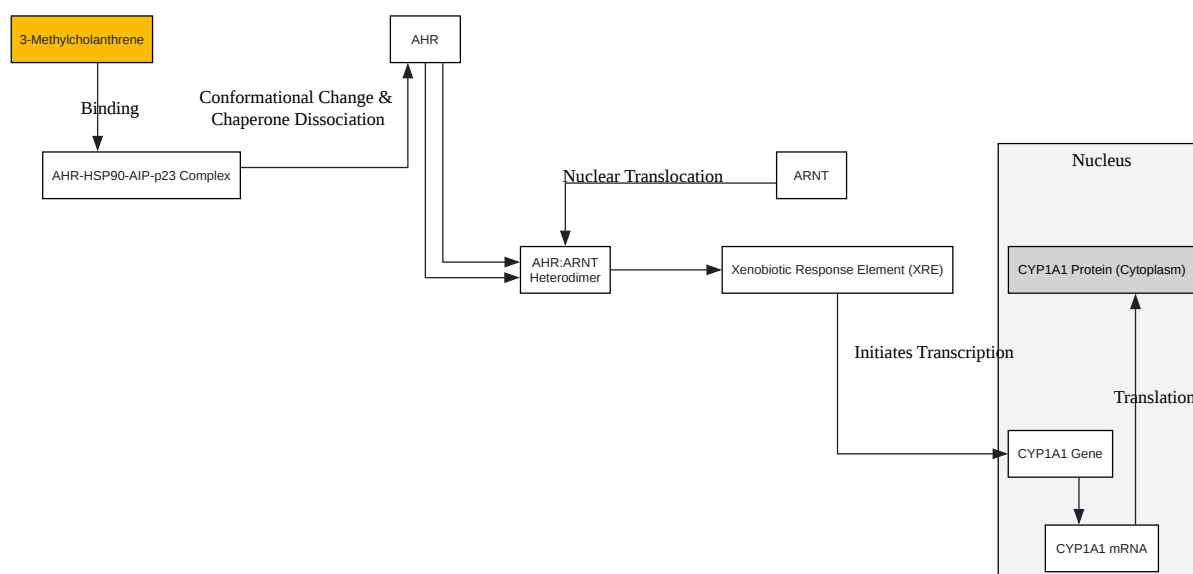 3-Methylcholanthrene
AHR
Binding
Conformational Change &
Chaperone Dissociation
AHR-HSP90-AIP-p23 Complex
Nuclear Translocation
ARNT
Nucleus
AHR:ARNT
Heterodimer
Xenobiotic Response Element (XRE)
CYP1A1 Protein (Cytoplasm)
Initiates Transcription
Translation
CYP1A1 Gene
CYP1A1 mRNA